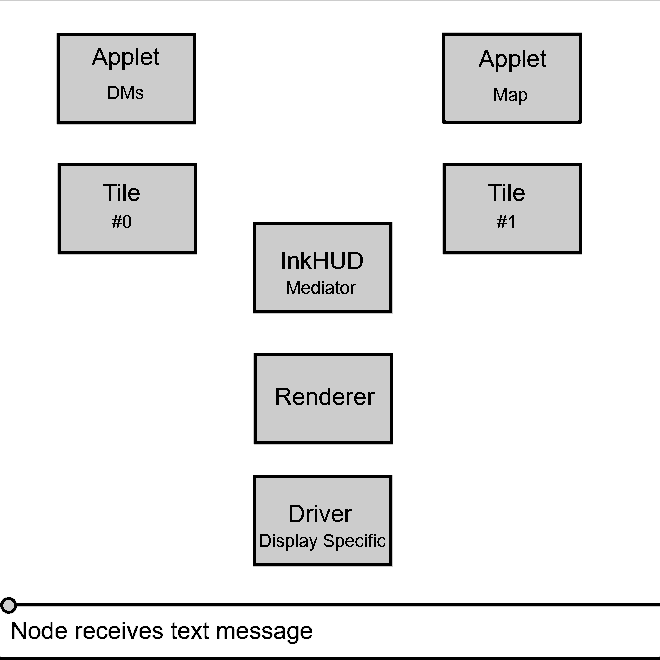 Applet
DMs
Applet
Map
Tile
#0
Tile
#1
InkHUD
Mediator
Renderer
Driver
Display Specific
Node receives text message